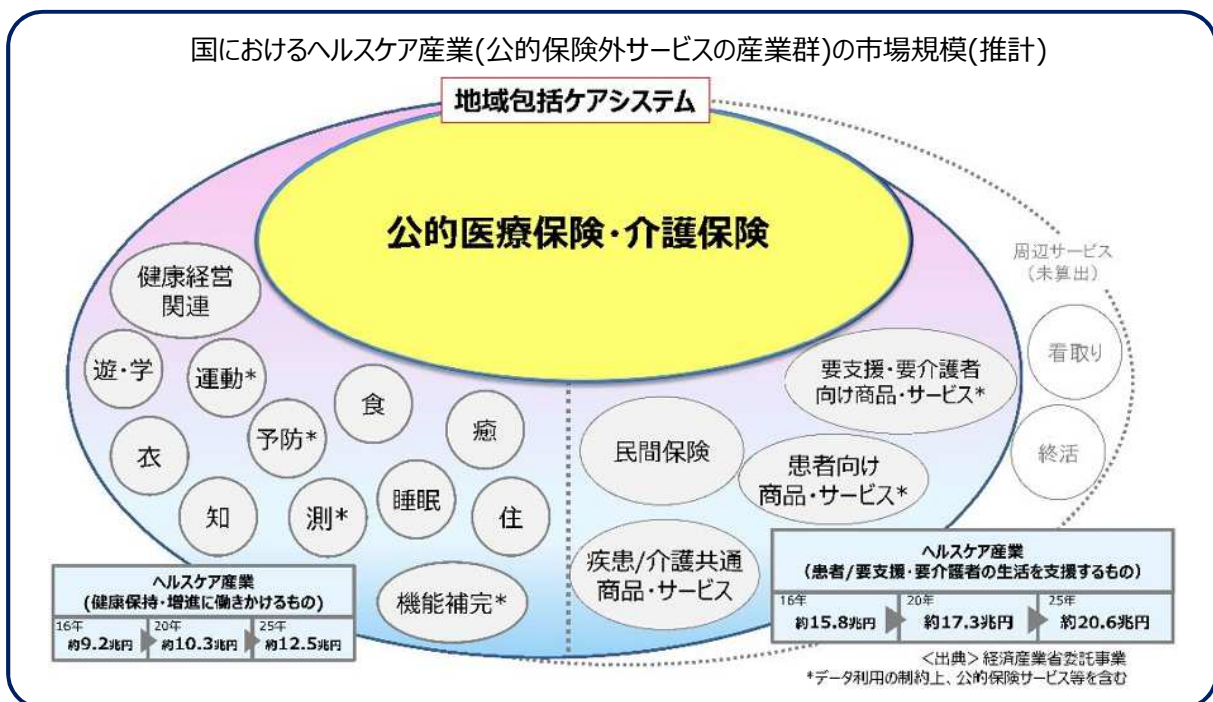 国におけるヘルスケア産業(公的保険外サービスの産業群)の市場規模(推計)
地域包括ケアシステム
公的医療保険・介護保険
周辺サービス
(未算出)
看取り
終活
健康経営
関連
遊・学
運動*
食
癒
衣
予防*
知
測*
睡眠
住
機能補完*
要支援・要介護者
向け商品・サービス*
民間保険
患者向け
商品・サービス*
疾患/介護共通
商品・サービス
ヘルスケア産業
(健康保持・増進に働きかけるもの)
16年
約9.2兆円
20年
約10.3兆円
25年
約12.5兆円
ヘルスケア産業
(患者/要支援・要介護者の生活を支援するもの)
16年
約15.8兆円
20年
約17.3兆円
25年
約20.6兆円
<出典>経済産業省委託事業
*データ利用の制約上、公的保険サービス等を含む